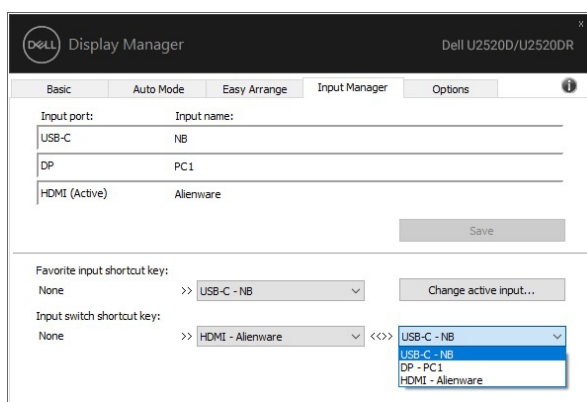 DELL Display Manager Dell U2520D/U2520DR x
Basic Auto Mode Easy Arrange Input Manager Options i
Input port: Input name:
USB-C NB
DP PC1
HDMI (Active) Alienware
Save
Favorite input shortcut key:
None >> USB-C - NB Change active input...
Input switch shortcut key:
None >> HDMI - Alienware <<>> USB-C - NB
USB-C - NB
DP - PC1
HDMI - Alienware